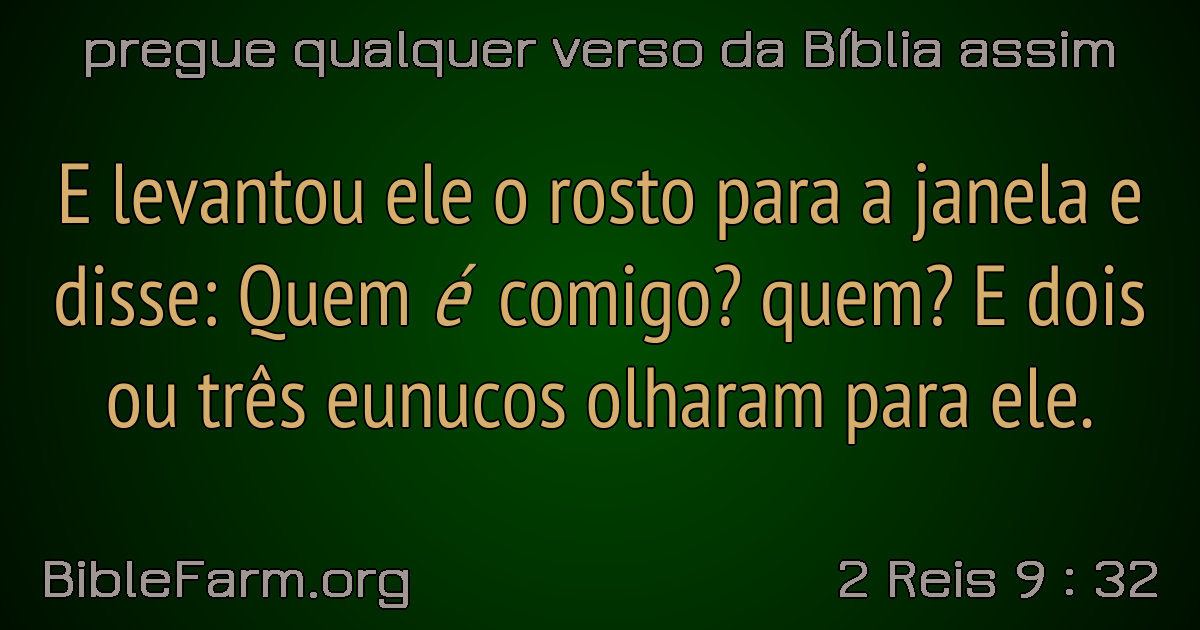 pregue qualquer verso da Bíblia assim
E levantou ele o rosto para a janela e
disse: Quem é comigo? quem? E dois
ou três eunucos olharam para ele.
BibleFarm.org
2 Reis 9 : 32